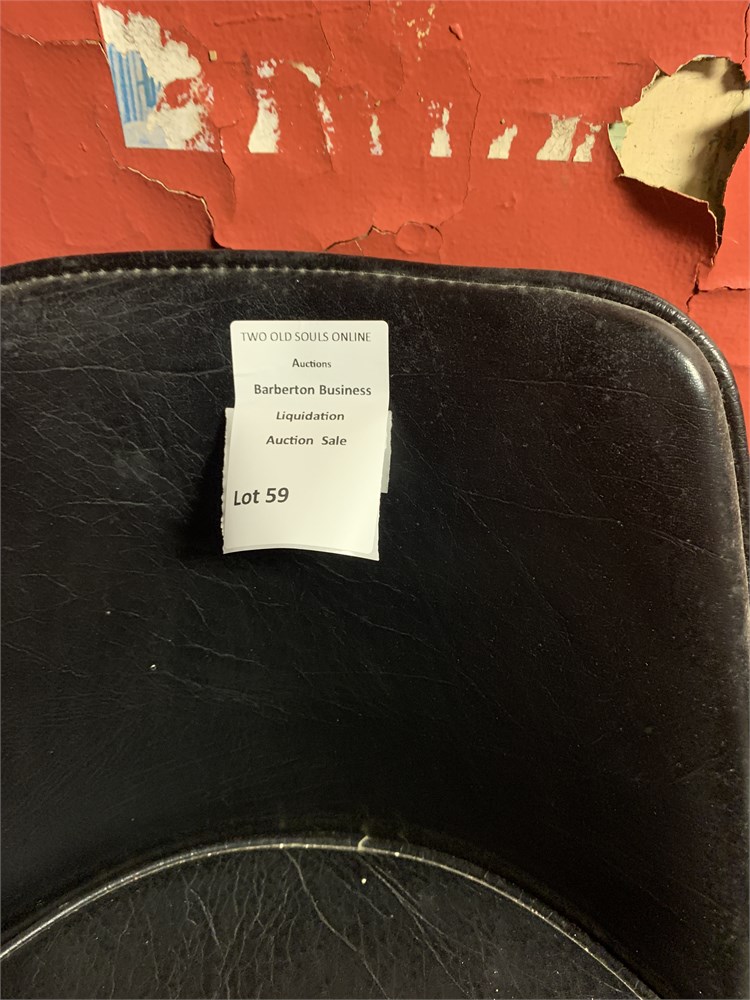 TWO OLD SOULS ONLINE
Auctions
Barberton Business
Liquidation
Auction Sale
Lot 59